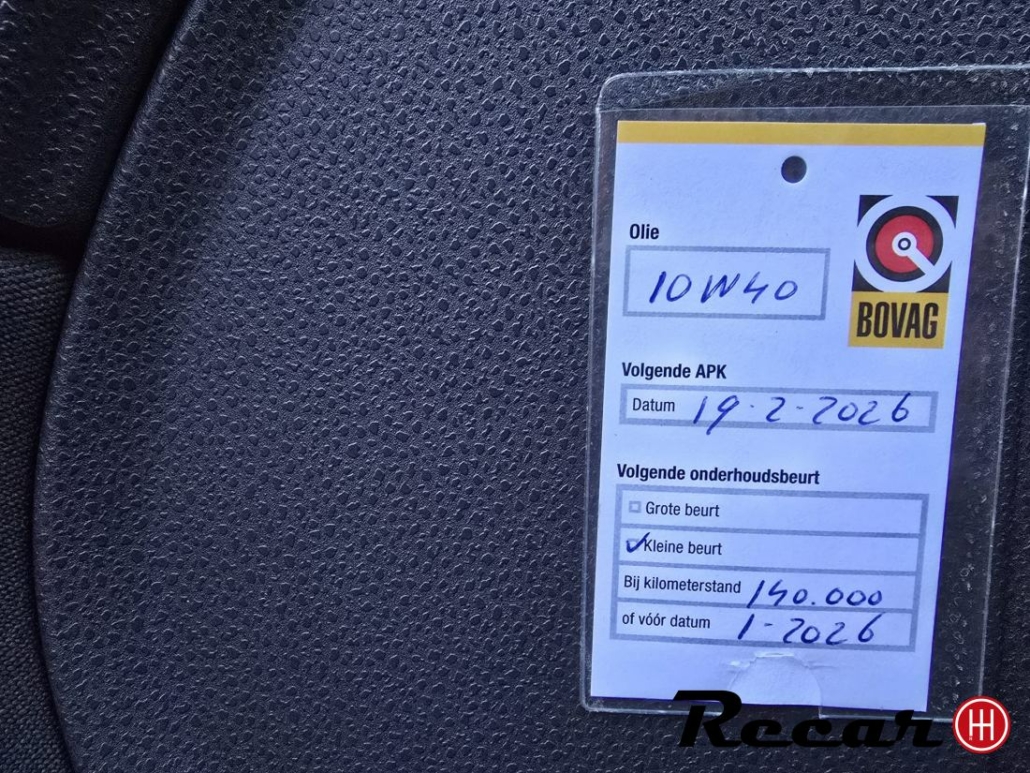 Olie
10W40
BOVAG
Volgende APK
Datum 19-2-2026
Volgende onderhoudsbeurt
Grote beurt
Kleine beurt
Bij kilometerstand 140.000
of vóór datum 1-2026
Recar